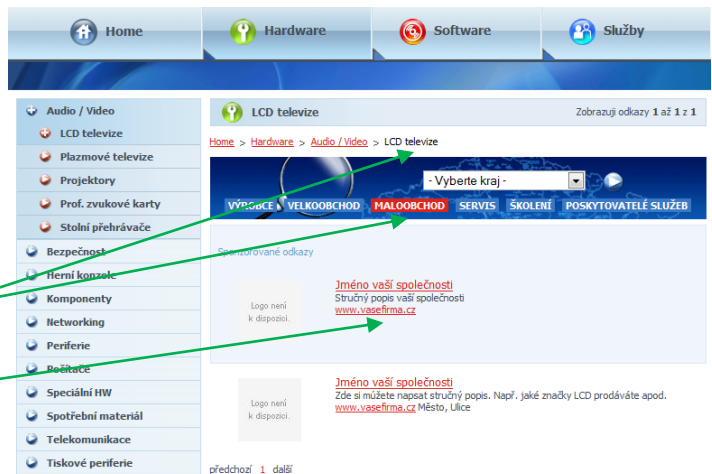 Home
Hardware
Software
Služby
Audio / Video
LCD televize
Plazmové televize
Projektory
Prof. zvukové karty
Stolní přehrávače
Bezpečnost
Herní konzole
Komponenty
Networking
Periferie
Počítače
Speciální HW
Spotřební materiál
Telekomunikace
Tiskové periferie
LCD televize
Zobrazuji odkazy 1 až 1 z 1
Home > Hardware > Audio / Video > LCD televize
- Vyberte kraj -
VÝROBCE VELKOOBCHOD MALOOBCHOD SERVIS ŠKOLENÍ POSKYTOVATELÉ SLUŽEB
Sponzorované odkazy
Logo není
k dispozici.
Jméno vaší společnosti
Stručný popis vaší společnosti
www.vasefirma.cz
Logo není
k dispozici.
Jméno vaší společnosti
Zde si můžete napsat stručný popis. Např. jaké značky LCD prodáváte apod.
www.vasefirma.cz Město, Ulice
předchozí 1 další